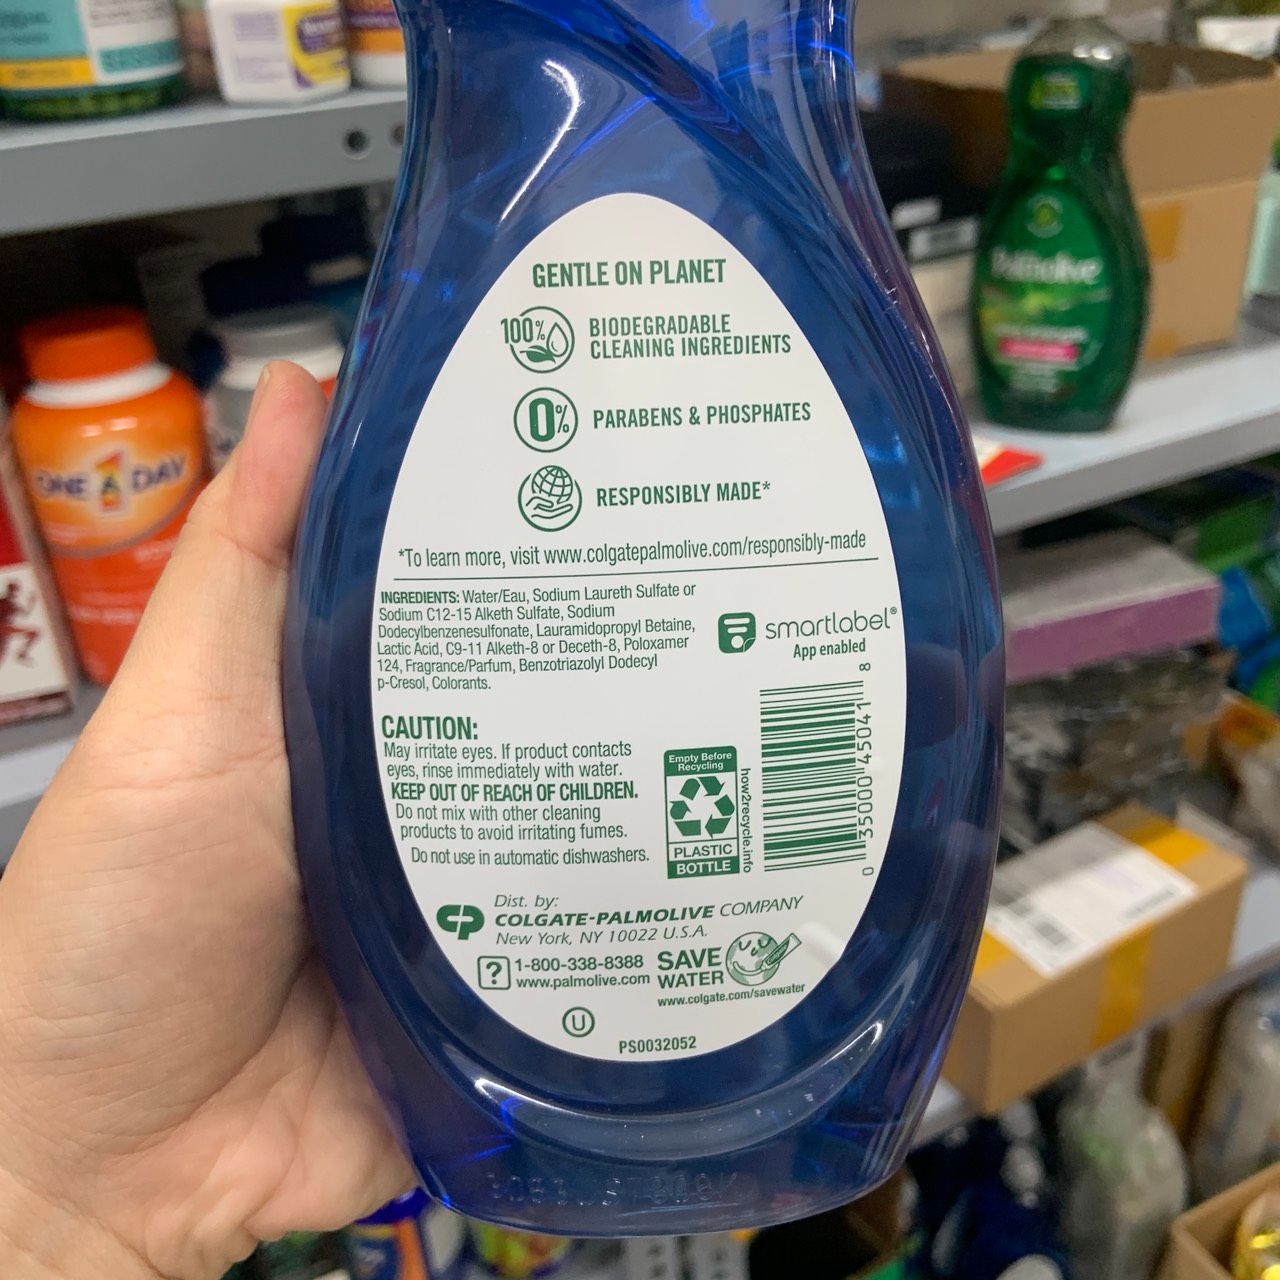 GENTLE ON PLANET
100%
BIODEGRADABLE
CLEANING INGREDIENTS
0%
PARABENS & PHOSPHATES
RESPONSIBLY MADE*
*To learn more, visit www.colgatepalmolive.com/responsibly-made
INGREDIENTS: Water/Eau, Sodium Laureth Sulfate or
Sodium C12-15 Alketh Sulfate, Sodium
Dodecylbenzenesulfonate, Lauramidopropyl Betaine,
Lactic Acid, C9-11 Alketh-8 or Deceth-8, Poloxamer
124, Fragrance/Parfum, Benzotriazolyl Dodecyl
p-Cresol, Colorants.
smartlabel®
App enabled
CAUTION:
May irritate eyes. If product contacts
eyes, rinse immediately with water.
KEEP OUT OF REACH OF CHILDREN.
Do not mix with other cleaning
products to avoid irritating fumes.
Do not use in automatic dishwashers.
Empty Before
Recycling
PLASTIC
BOTTLE
how2recycle.info
0 35000 45041 8
Dist. by:
COLGATE-PALMOLIVE COMPANY
New York, NY 10022 U.S.A.
CP
?
1-800-338-8388
www.palmolive.com
SAVE
WATER
www.colgate.com/savewater
U
PS0032052
ONE A DAY
1
Palmolive